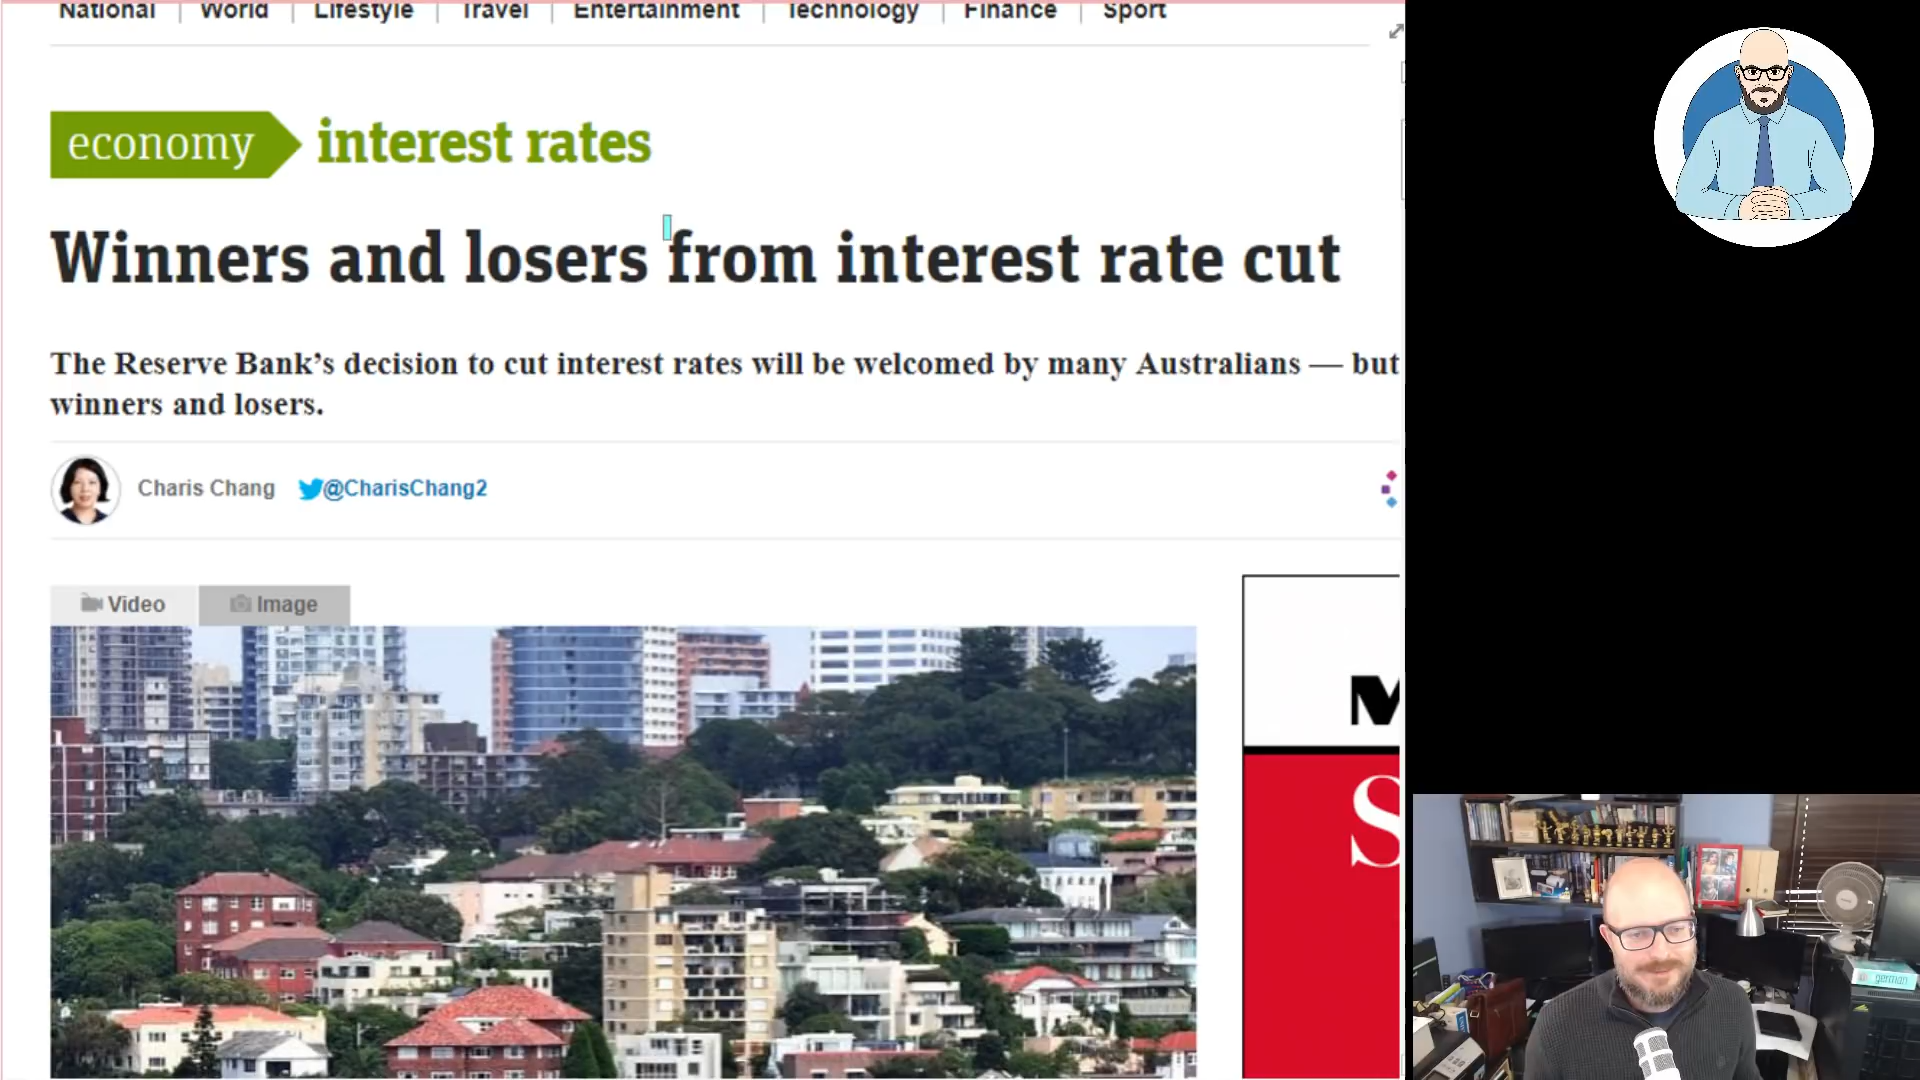 National World Lifestyle Travel Entertainment Technology Finance Sport
economy interest rates
Winners and losers from interest rate cut
The Reserve Bank’s decision to cut interest rates will be welcomed by many Australians — but
winners and losers.
Charis Chang @CharisChang2
Video Image
M
S
german